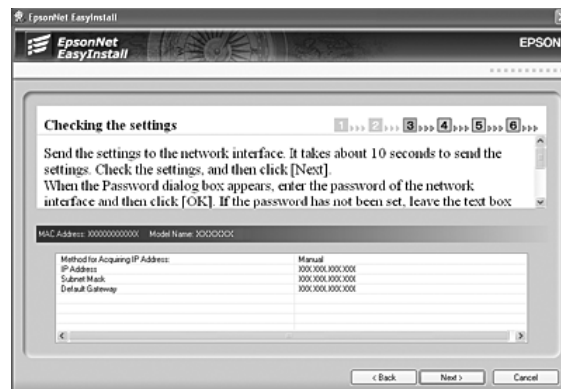 EpsonNet EasyInstall
EpsonNet
EasyInstall
EPSON
Checking the settings
1 2 3 4 5 6
Send the settings to the network interface. It takes about 10 seconds to send the
settings. Check the settings, and then click [Next].
When the Password dialog box appears, enter the password of the network
interface and then click [OK]. If the password has not been set, leave the text box
MAC Address: XXXXXXXXXXXX Model Name: XXXXXXX
Method for Acquiring IP Address: Manual
IP Address XXX.XXX.XXX.XXX
Subnet Mask XXX.XXX.XXX.XXX
Default Gateway XXX.XXX.XXX.XXX
< Back Next > Cancel